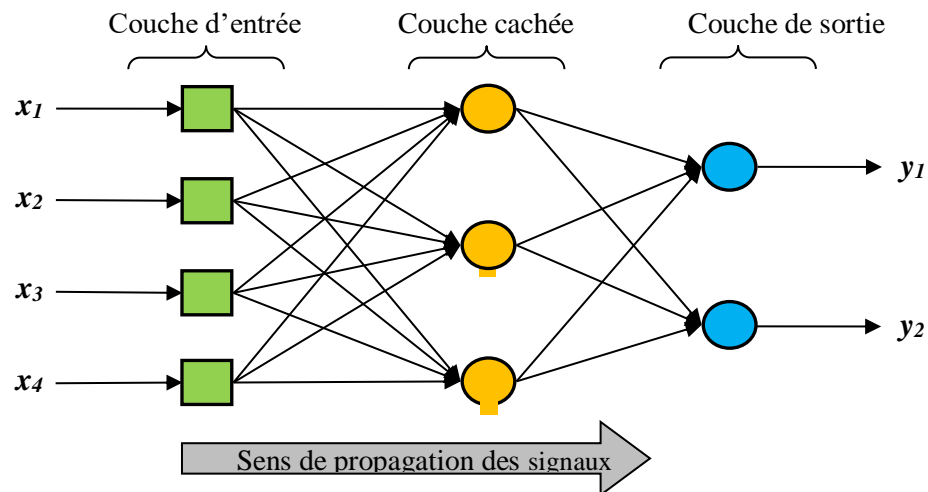 Couche d’entrée
Couche cachée
Couche de sortie
x1
x2
x3
x4
y1
y2
Sens de propagation des signaux